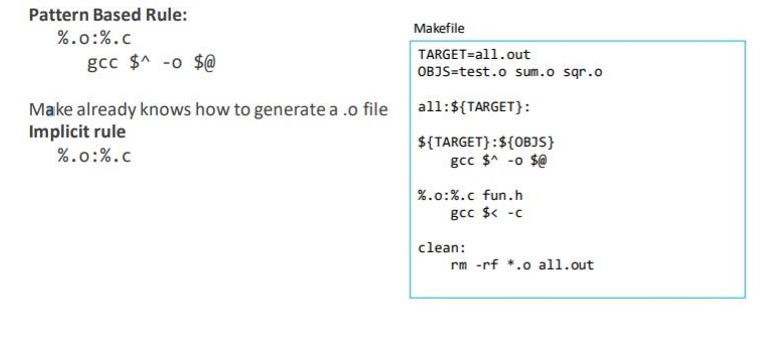 Pattern Based Rule:
%.o:%.c
gcc $^ -o $@
Make already knows how to generate a .o file
Implicit rule
%.o:%.c
Makefile
TARGET=all.out
OBJS=test.o sum.o sqr.o
all:${TARGET}:
${TARGET}:${OBJS}
gcc $^ -o $@
%.o:%.c fun.h
gcc $< -c
clean:
rm -rf *.o all.out